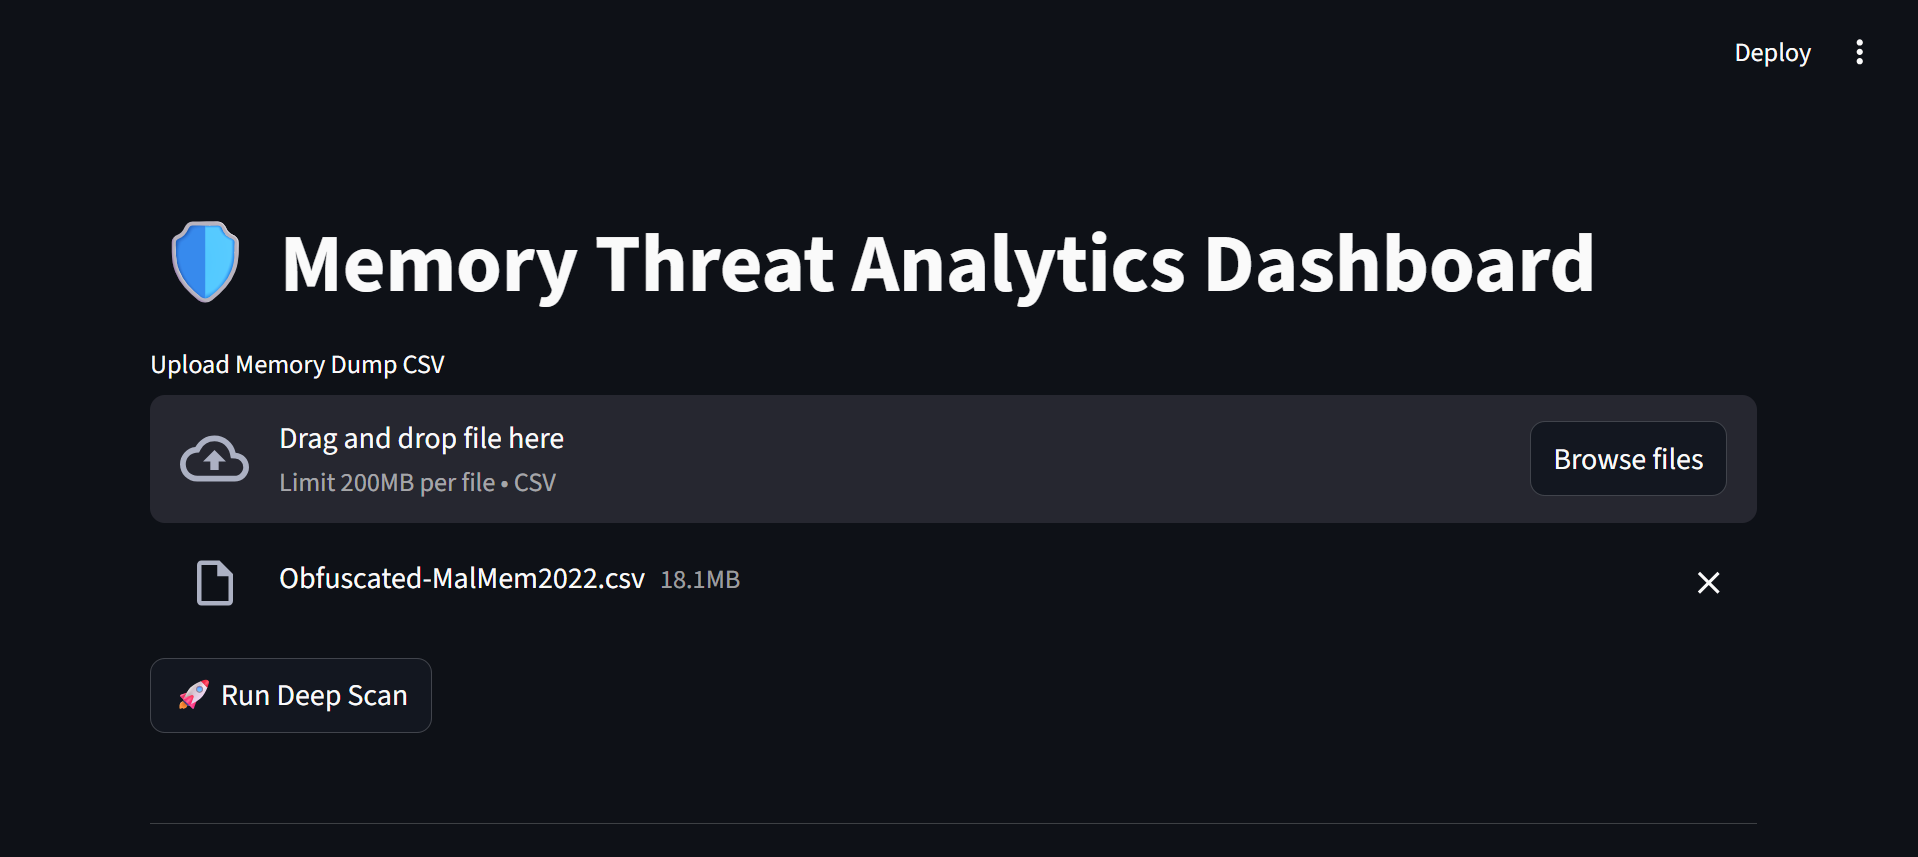 Deploy
Memory Threat Analytics Dashboard
Upload Memory Dump CSV
Drag and drop file here
Limit 200MB per file • CSV
Browse files
Obfuscated-MalMem2022.csv 18.1MB
Run Deep Scan